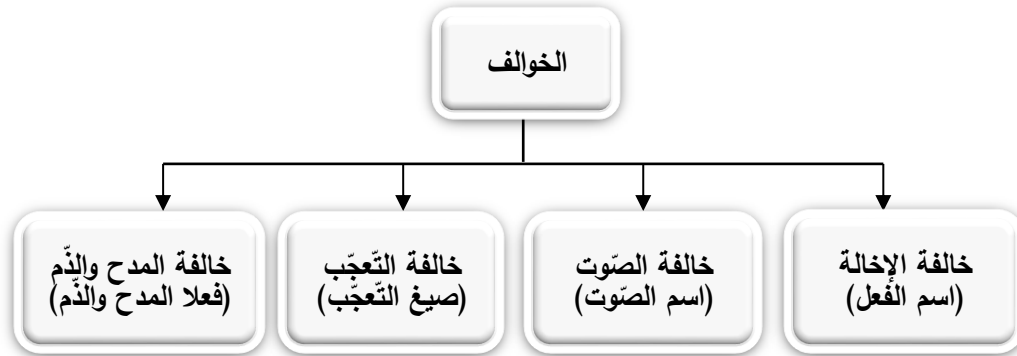 الخوالف
خالفة الإخالة
(اسم الفعل)
خالفة الصّوت
(اسم الصّوت)
خالفة التّعجّب
(صيغ التّعجّب)
خالفة المدح والذّم
(فعلا المدح والذّم)